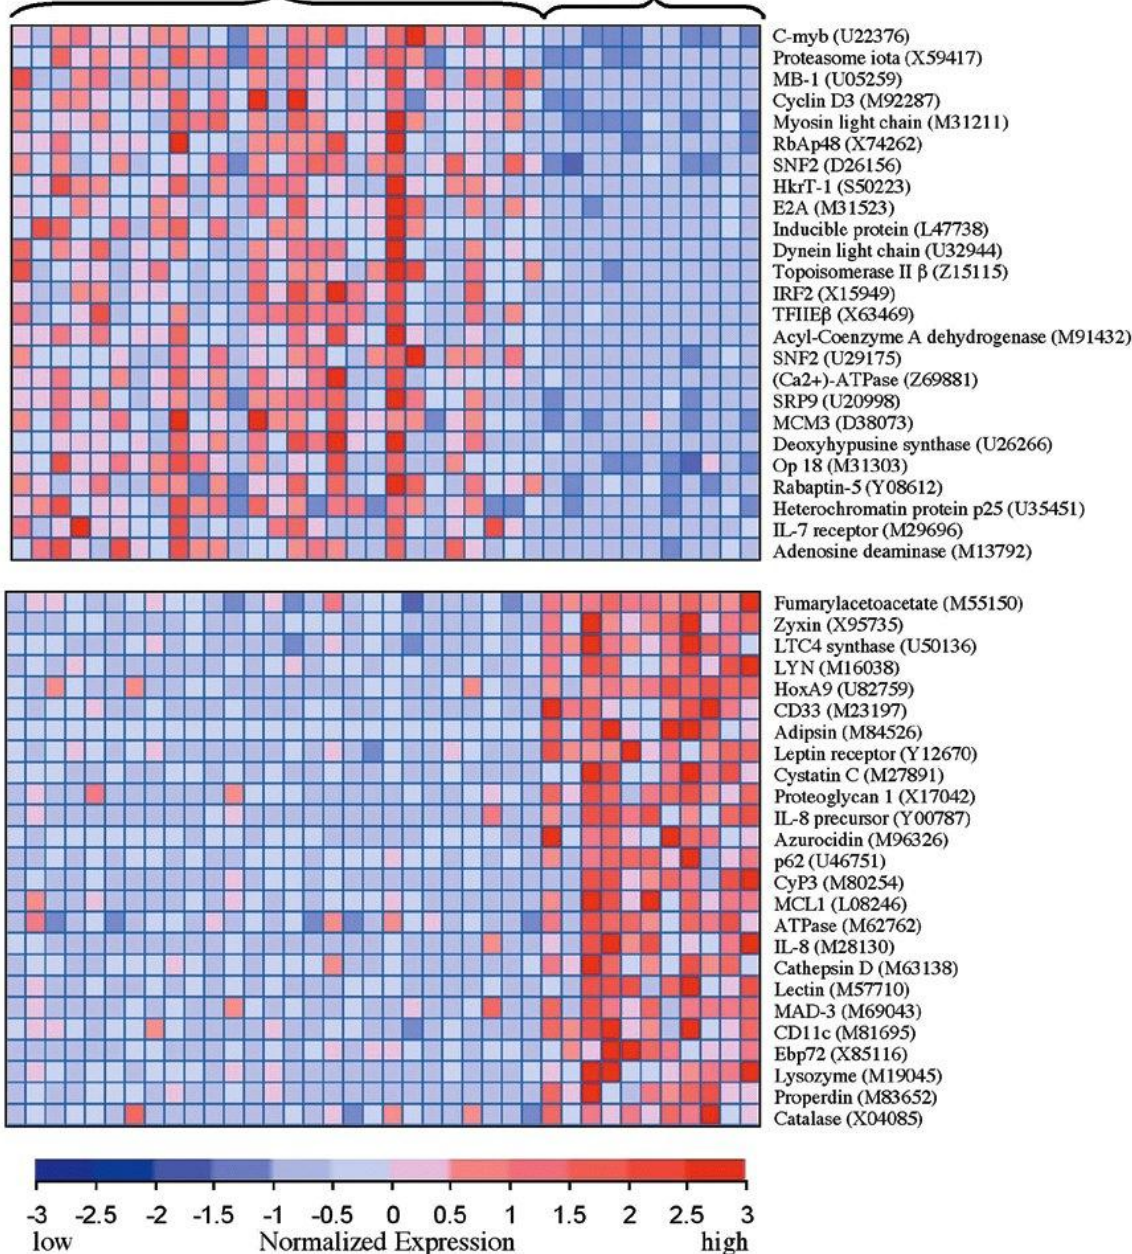 C-myb (U22376)
Proteasome iota (X59417)
MB-1 (U05259)
Cyclin D3 (M92287)
Myosin light chain (M31211)
RbAp48 (X74262)
SNF2 (D26156)
HkrT-1 (S50223)
E2A (M31523)
Inducible protein (L47738)
Dynein light chain (U32944)
Topoisomerase II β (Z15115)
IRF2 (X15949)
TFIIEβ (X63469)
Acyl-Coenzyme A dehydrogenase (M91432)
SNF2 (U29175)
(Ca2+)-ATPase (Z69881)
SRP9 (U20998)
MCM3 (D38073)
Deoxyhypusine synthase (U26266)
Op 18 (M31303)
Rabaptin-5 (Y08612)
Heterochromatin protein p25 (U35451)
IL-7 receptor (M29696)
Adenosine deaminase (M13792)
Fumarylacetoacetate (M55150)
Zyxin (X95735)
LTC4 synthase (U50136)
LYN (M16038)
HoxA9 (U82759)
CD33 (M23197)
Adipsin (M84526)
Leptin receptor (Y12670)
Cystatin C (M27891)
Proteoglycan 1 (X17042)
IL-8 precursor (Y00787)
Azurocidin (M96326)
p62 (U46751)
CyP3 (M80254)
MCL1 (L08246)
ATPase (M62762)
IL-8 (M28130)
Cathepsin D (M63138)
Lectin (M57710)
MAD-3 (M69043)
CD11c (M81695)
Ebp72 (X85116)
Lysozyme (M19045)
Properdin (M83652)
Catalase (X04085)
-3 -2.5 -2 -1.5 -1 -0.5 0 0.5 1 1.5 2 2.5 3
low Normalized Expression high